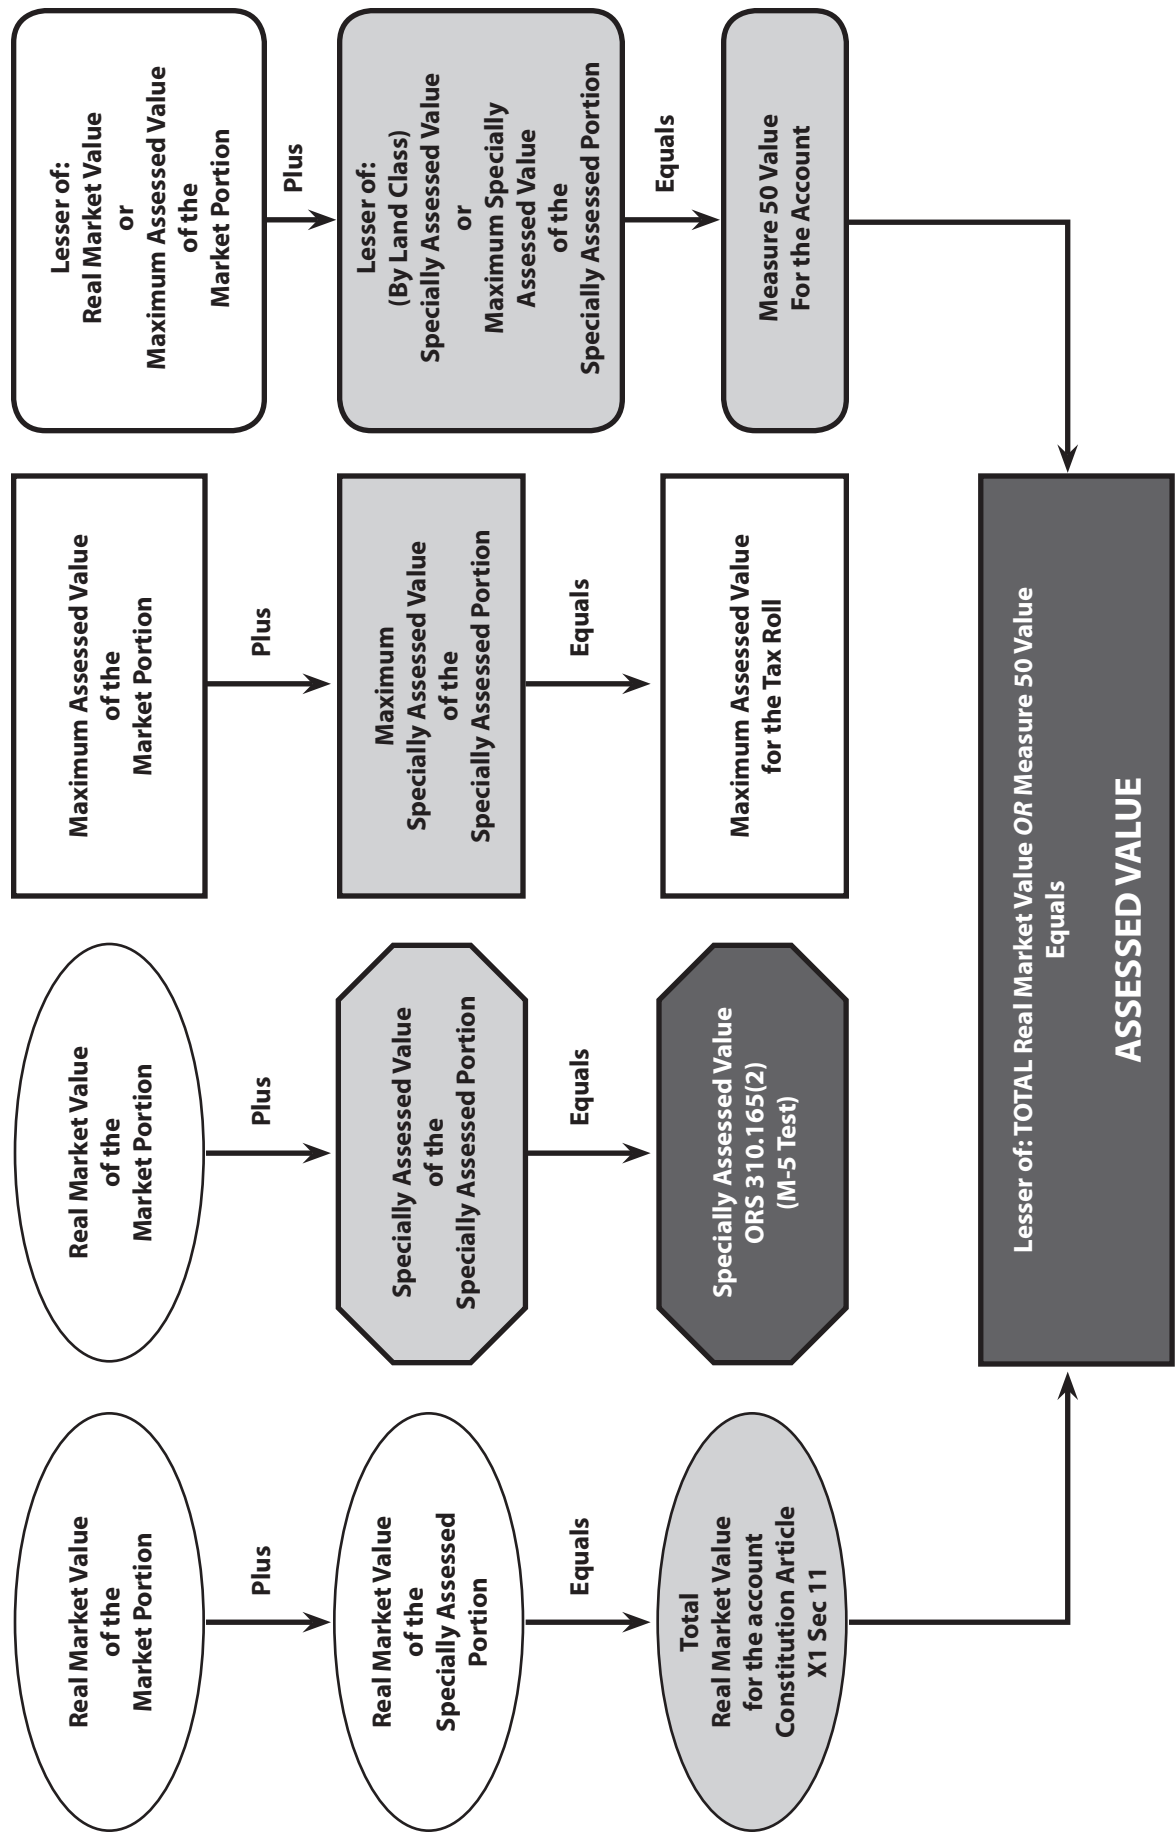 Real Market Value
of the
Market Portion
Plus
Real Market Value
of the
Specially Assessed
Portion
Equals
Total
Real Market Value
for the account
Constitution Article
X1 Sec 11
Real Market Value
of the
Market Portion
Plus
Specially Assessed Value
of the
Specially Assessed Portion
Equals
Specially Assessed Value
ORS 310.165(2)
(M-5 Test)
Maximum Assessed Value
of the
Market Portion
Plus
Maximum
Specially Assessed Value
of the
Specially Assessed Portion
Equals
Maximum Assessed Value
for the Tax Roll
Lesser of:
Real Market Value
or
Maximum Assessed Value
of the
Market Portion
Plus
Lesser of:
(By Land Class)
Specially Assessed Value
or
Maximum Specially
Assessed Value
of the
Specially Assessed Portion
Equals
Measure 50 Value
For the Account
Lesser of: TOTAL Real Market Value OR Measure 50 Value
Equals
ASSESSED VALUE